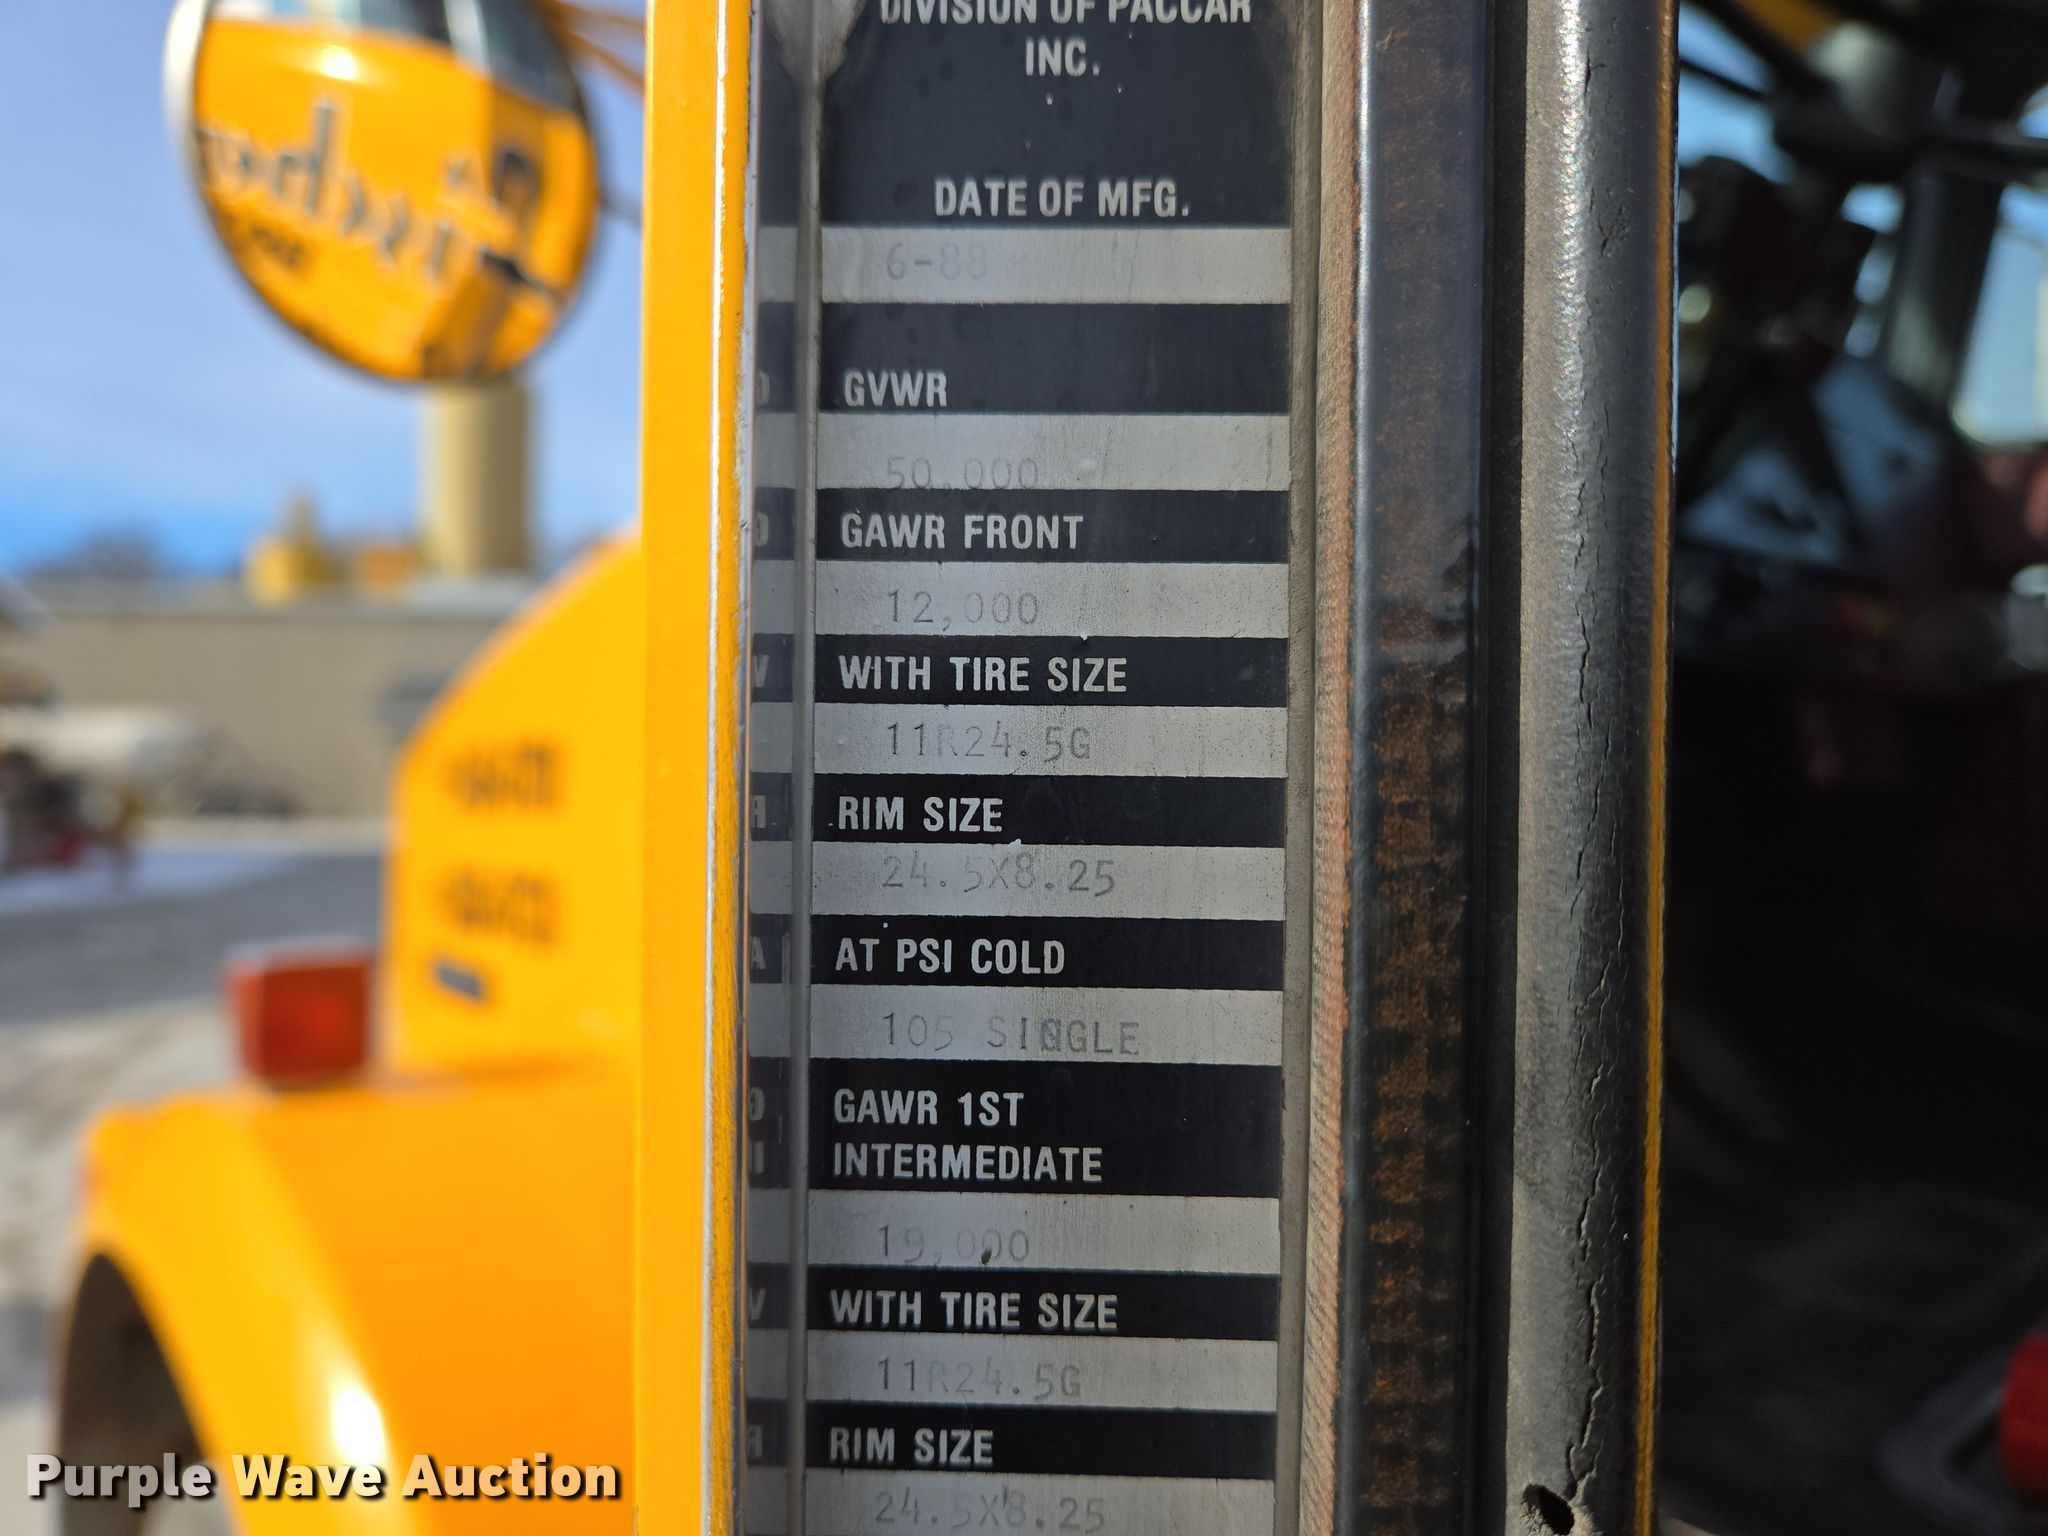 DIVISION OF PACCAR
INC.
DATE OF MFG.
6-88
GVWR
50,000
GAWR FRONT
12,000
WITH TIRE SIZE
11R24.5G
RIM SIZE
24.5X8.25
AT PSI COLD
105 SINGLE
GAWR 1ST
INTERMEDIATE
19,000
WITH TIRE SIZE
11R24.5G
RIM SIZE
24.5X8.25
Purple Wave Auction